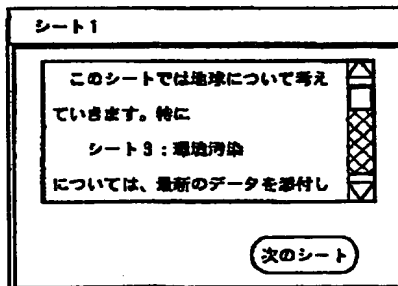 シート1
このシートでは地球について考え
ていきます。特に
シート9:環境汚染
については、最新のデータを添付し
次のシート